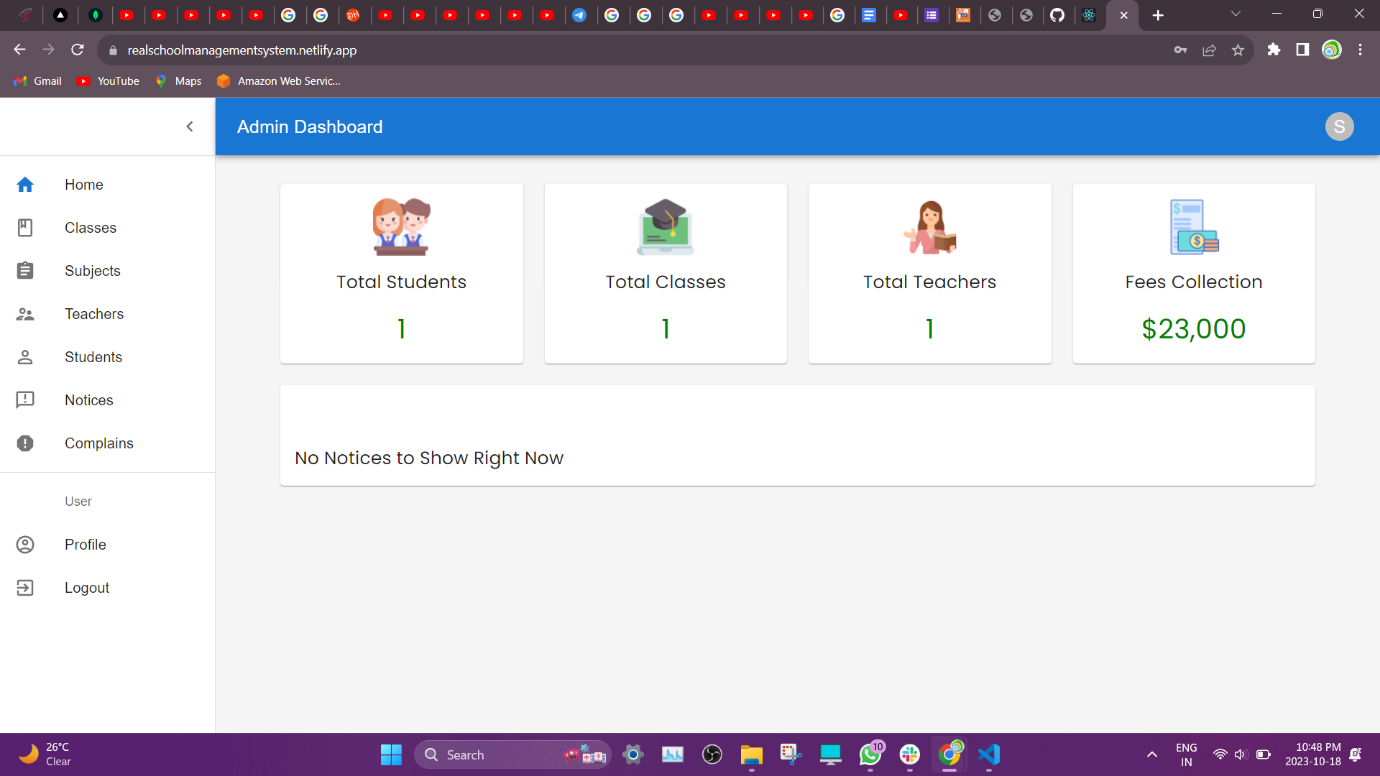 realschoolmanagementsystem.netlify.app
Gmail
YouTube
Maps
Amazon Web Servic...
Admin Dashboard
S
Home
Classes
Subjects
Teachers
Students
Notices
Complains
User
Profile
Logout
Total Students
1
Total Classes
1
Total Teachers
1
Fees Collection
$23,000
No Notices to Show Right Now
26°C
Clear
Search
10
ENG
IN
10:48 PM
2023-10-18